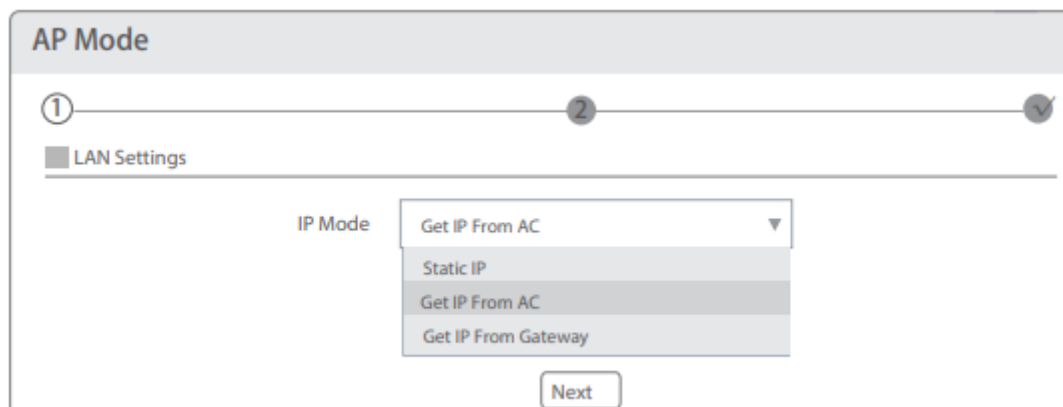 AP Mode
1 2
LAN Settings
IP Mode Get IP From AC
Static IP
Get IP From AC
Get IP From Gateway
Next